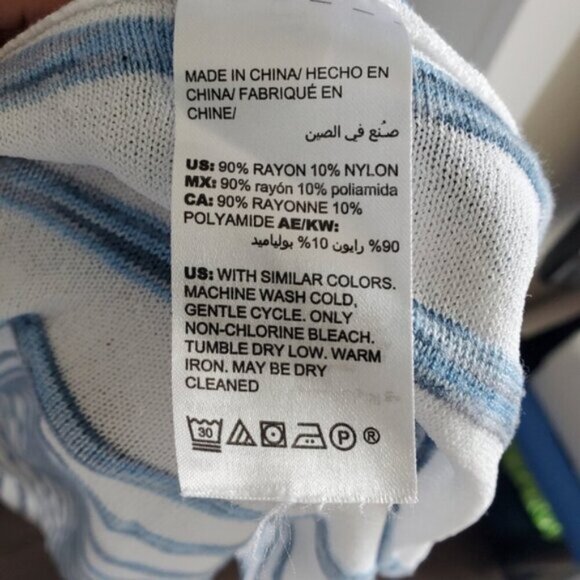 MADE IN CHINA/ HECHO EN
CHINA/ FABRIQUÉ EN
CHINE/
صُنع في الصين
US: 90% RAYON 10% NYLON
MX: 90% rayón 10% poliamida
CA: 90% RAYONNE 10%
POLYAMIDE AE/KW:
90% رايون 10% بولياميد
US: WITH SIMILAR COLORS.
MACHINE WASH COLD,
GENTLE CYCLE. ONLY
NON-CHLORINE BLEACH.
TUMBLE DRY LOW. WARM
IRON. MAY BE DRY
CLEANED
30 P ®